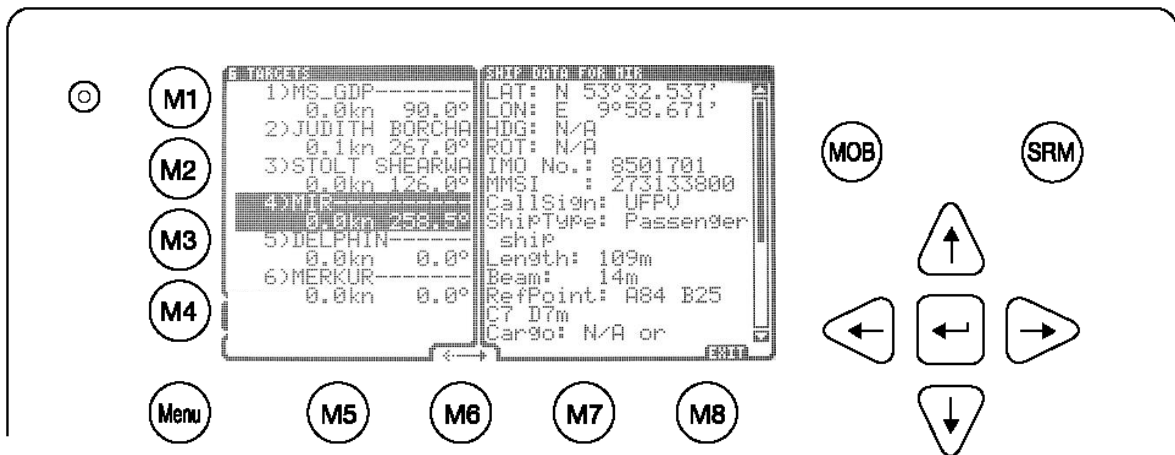 6 TARGETS
1)MS_GDP-------
0.0kn 90.0°
2)JUDITH BORCHA
0.1kn 267.0°
3)STOLT SHEARWA
0.0kn 126.0°
4)MIR----------
0.0kn 258.5°
5)DELPHIN------
0.0kn 0.0°
6)MERKUR-------
0.0kn 0.0°
SHIP DATA FOR MIR
LAT: N 53°32.537'
LON: E 9°58.671'
HDG: N/A
ROT: N/A
IMO No.: 8501701
MMSI : 273133800
CallSign: UFPV
ShipType: Passenger
ship
Length: 109m
Beam: 14m
RefPoint: A84 B25
C7 D7m
Cargo: N/A or
<---->
EXIT
M1
M2
M3
M4
Menu
M5
M6
M7
M8
MOB
SRM